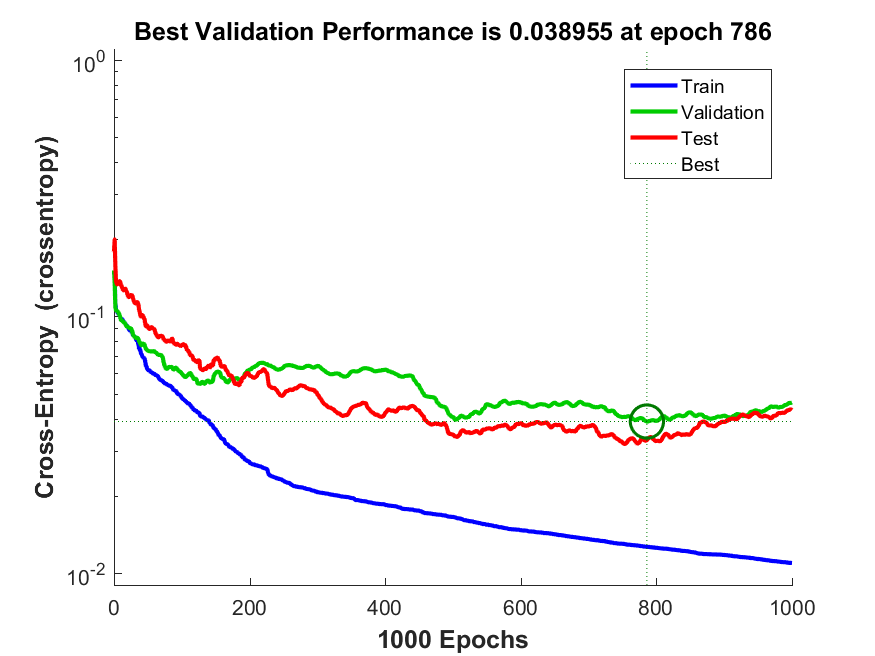 Best Validation Performance is 0.038955 at epoch 786
Train
Validation
Test
Best
10^0
10^-1
10^-2
Cross-Entropy (crossentropy)
0 200 400 600 800 1000
1000 Epochs